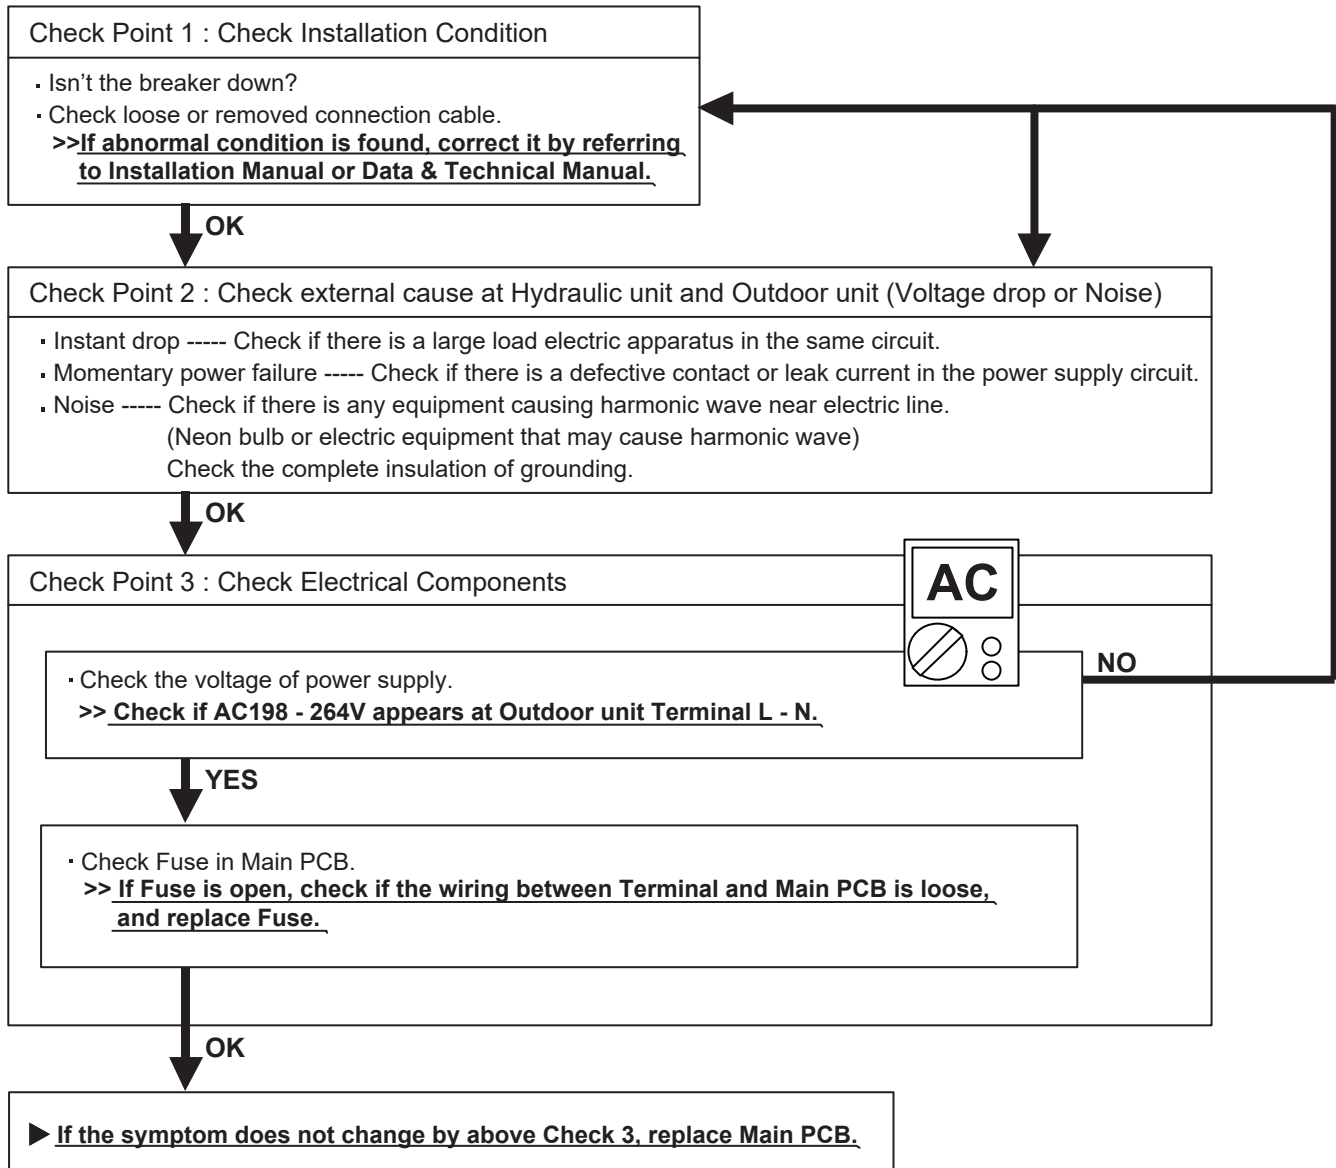 Check Point 1 : Check Installation Condition
· Isn't the breaker down?
· Check loose or removed connection cable.
>>If abnormal condition is found, correct it by referring
to Installation Manual or Data & Technical Manual.
OK
Check Point 2 : Check external cause at Hydraulic unit and Outdoor unit (Voltage drop or Noise)
· Instant drop ----- Check if there is a large load electric apparatus in the same circuit.
· Momentary power failure ----- Check if there is a defective contact or leak current in the power supply circuit.
· Noise ----- Check if there is any equipment causing harmonic wave near electric line.
(Neon bulb or electric equipment that may cause harmonic wave)
Check the complete insulation of grounding.
OK
Check Point 3 : Check Electrical Components
AC
· Check the voltage of power supply.
>> Check if AC198 - 264V appears at Outdoor unit Terminal L - N.
NO
YES
· Check Fuse in Main PCB.
>> If Fuse is open, check if the wiring between Terminal and Main PCB is loose,
and replace Fuse.
OK
▶ If the symptom does not change by above Check 3, replace Main PCB.